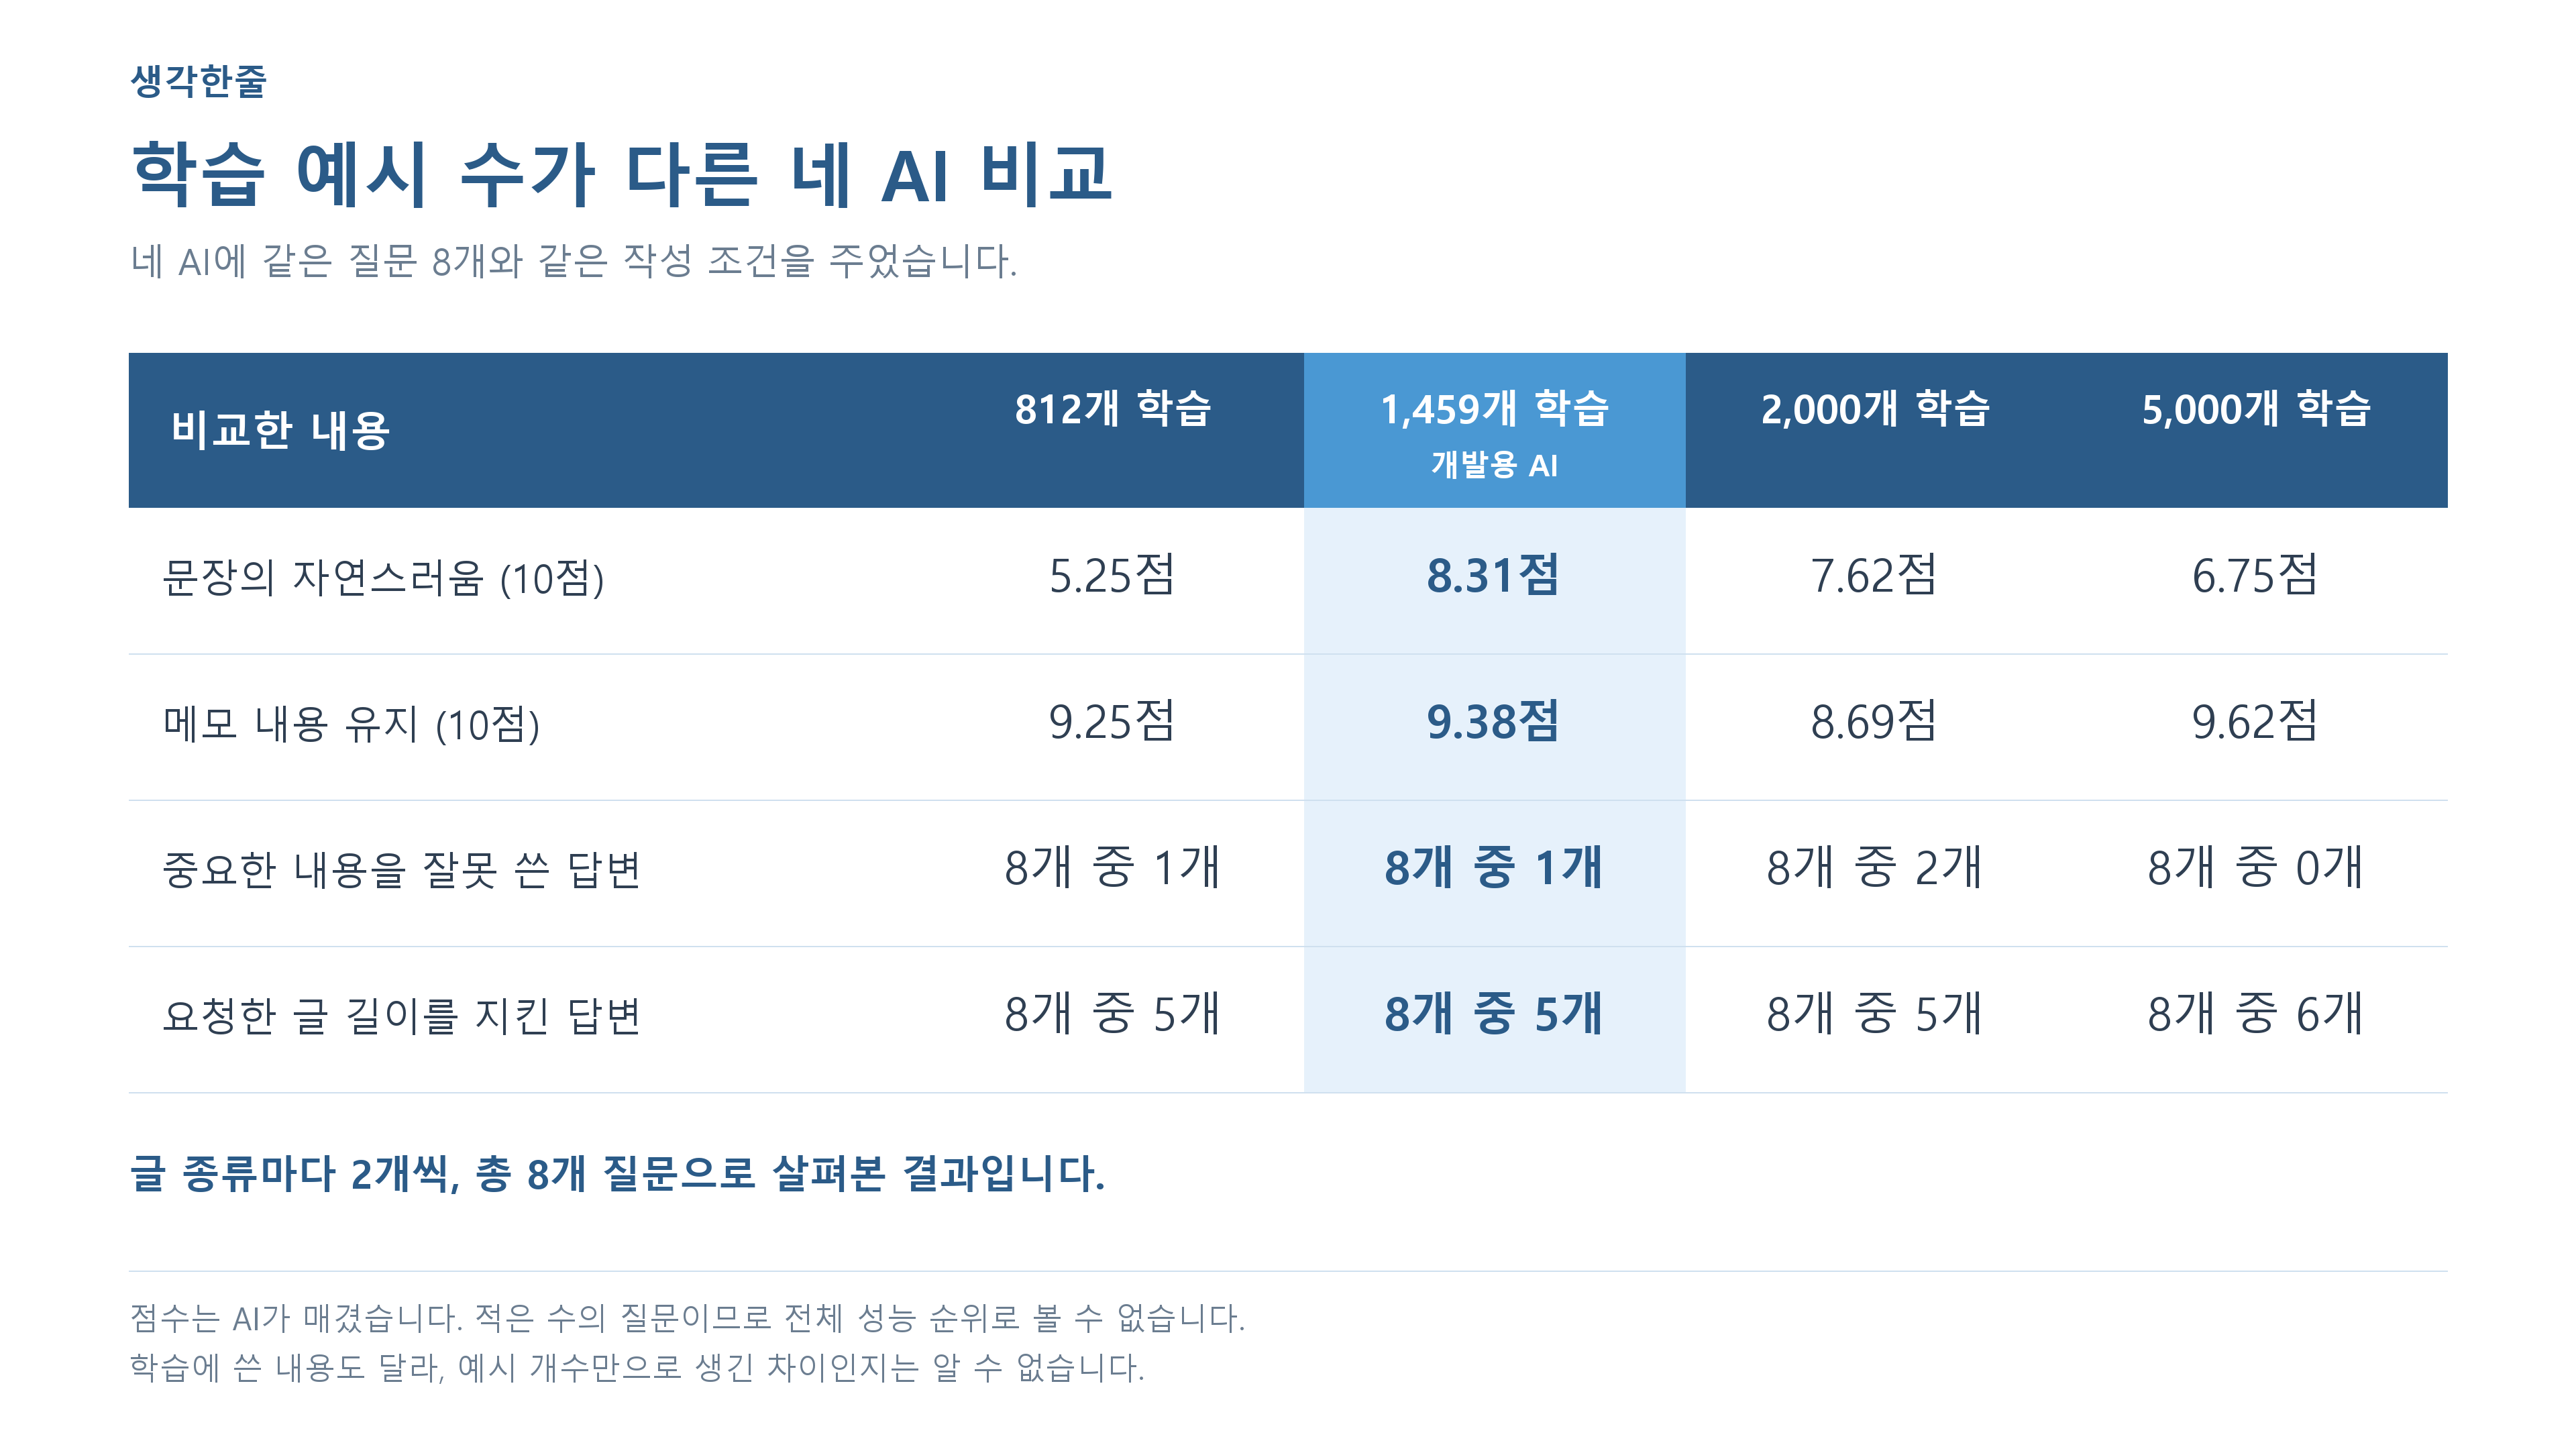 생각한줄
학습 예시 수가 다른 네 AI 비교
네 AI에 같은 질문 8개와 같은 작성 조건을 주었습니다.
비교한 내용 812개 학습 1,459개 학습 2,000개 학습 5,000개 학습
개발용 AI
문장의 자연스러움 (10점) 5.25점 8.31점 7.62점 6.75점
메모 내용 유지 (10점) 9.25점 9.38점 8.69점 9.62점
중요한 내용을 잘못 쓴 답변 8개 중 1개 8개 중 1개 8개 중 2개 8개 중 0개
요청한 글 길이를 지킨 답변 8개 중 5개 8개 중 5개 8개 중 5개 8개 중 6개
글 종류마다 2개씩, 총 8개 질문으로 살펴본 결과입니다.
점수는 AI가 매겼습니다. 적은 수의 질문이므로 전체 성능 순위로 볼 수 없습니다.
학습에 쓴 내용도 달라, 예시 개수만으로 생긴 차이인지는 알 수 없습니다.